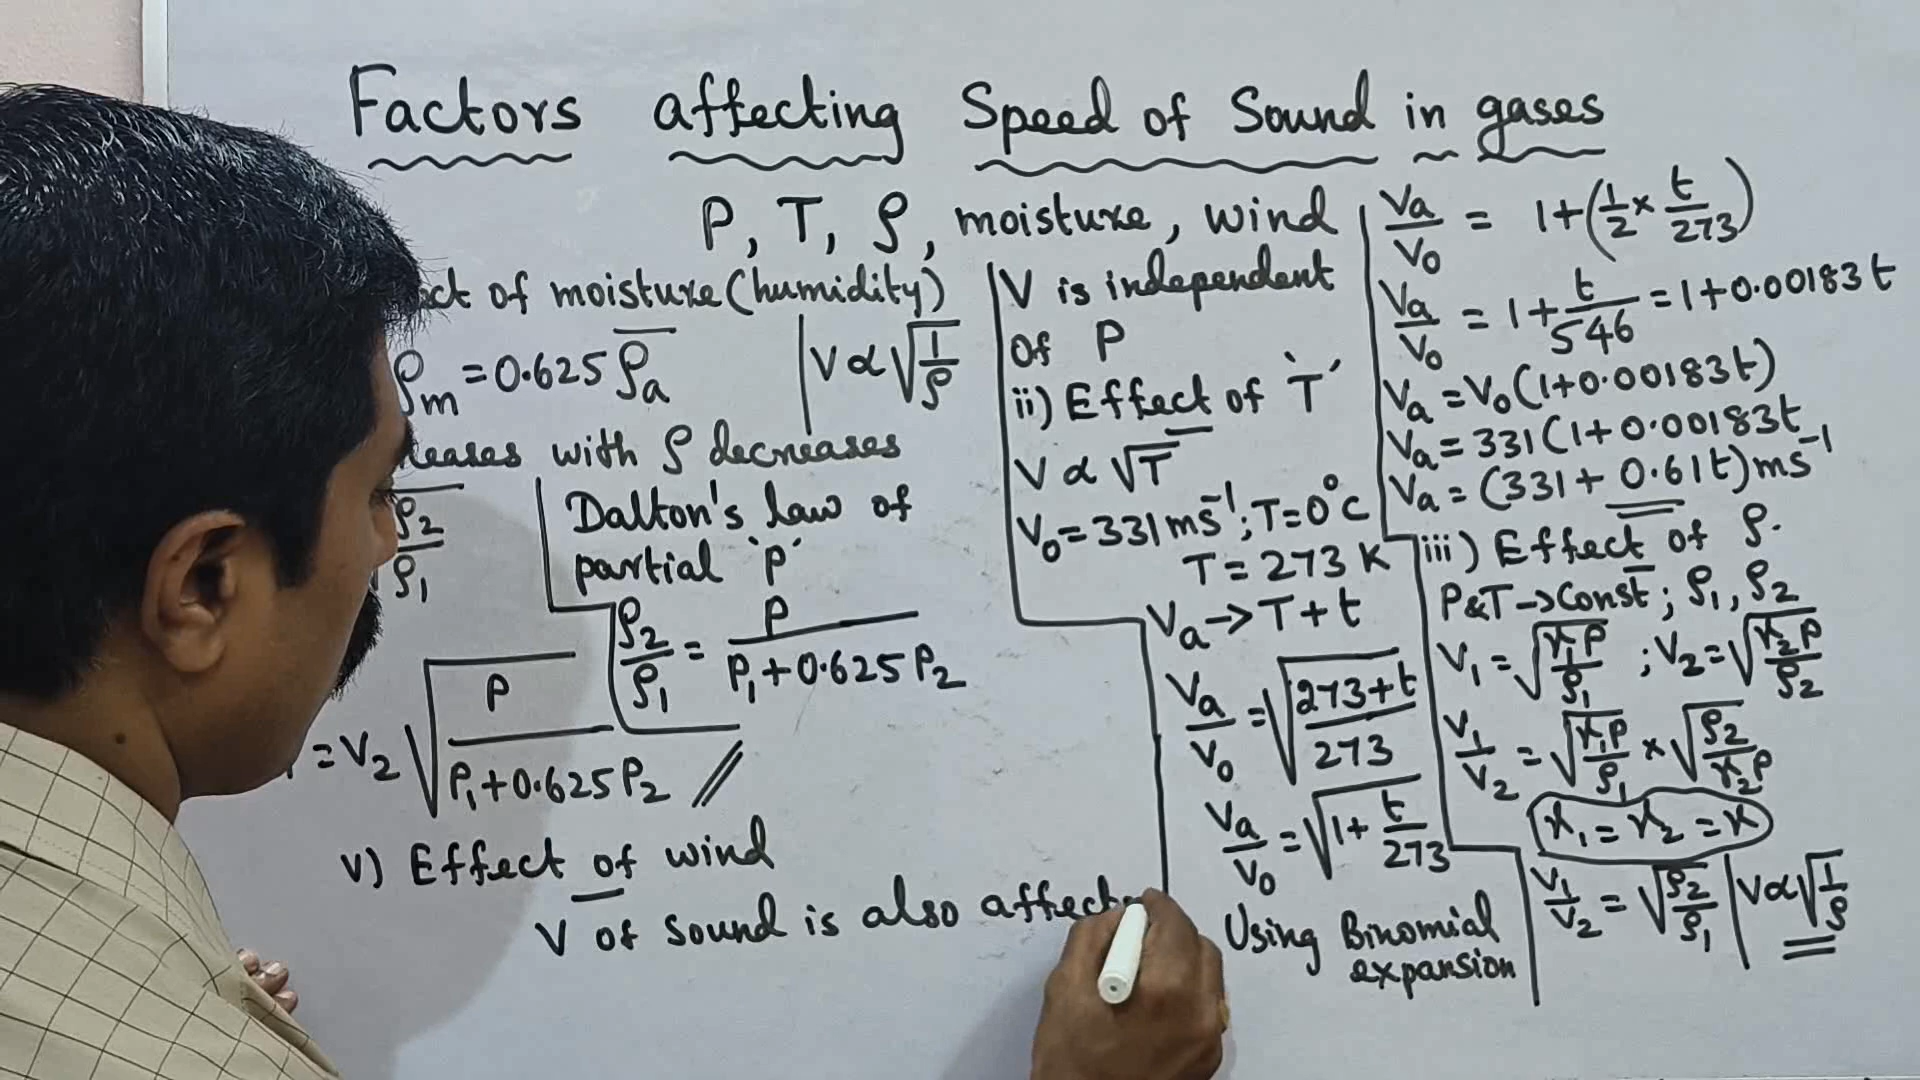 Factors affecting Speed of Sound in gases
P, T, ρ, moisture, wind
of moisture (humidity)
ρm = 0.625 ρa
V ∝ √(1/ρ)
with ρ decreases
ρ2/ρ1
Dalton's law of
partial 'P'
ρ2/ρ1 = P/(P1+0.625P2)
= V2 √(P/(P1+0.625P2))
v) Effect of wind
V of sound is also
V is independent
of P
ii) Effect of 'T'
V ∝ √T
V0 = 331 ms⁻¹; T = 0°C
T = 273 K
Va → T + t
Va/V0 = √((273+t)/273)
Va/V0 = √(1 + t/273)
Using Binomial
expansion
Va/V0 = 1+(1/2 × t/273)
Va/V0 = 1 + t/546 = 1+0.00183t
Va = V0(1+0.00183t)
Va = 331(1+0.00183t
Va = (331 + 0.61t) ms⁻¹
iii) Effect of ρ.
P & T → Const; ρ1, ρ2
V1 = √(γ1P/ρ1) ; V2 = √(γ2P/ρ2)
V1/V2 = √(γ1P/ρ1) × √(ρ2/γ2P)
γ1 = γ2 = γ
V1/V2 = √(ρ2/ρ1)
V ∝ √(1/ρ)